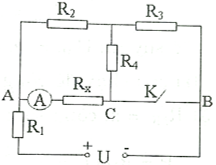 R₂ R₃
R₄
A A Rₓ C K B
R₁
+ U -